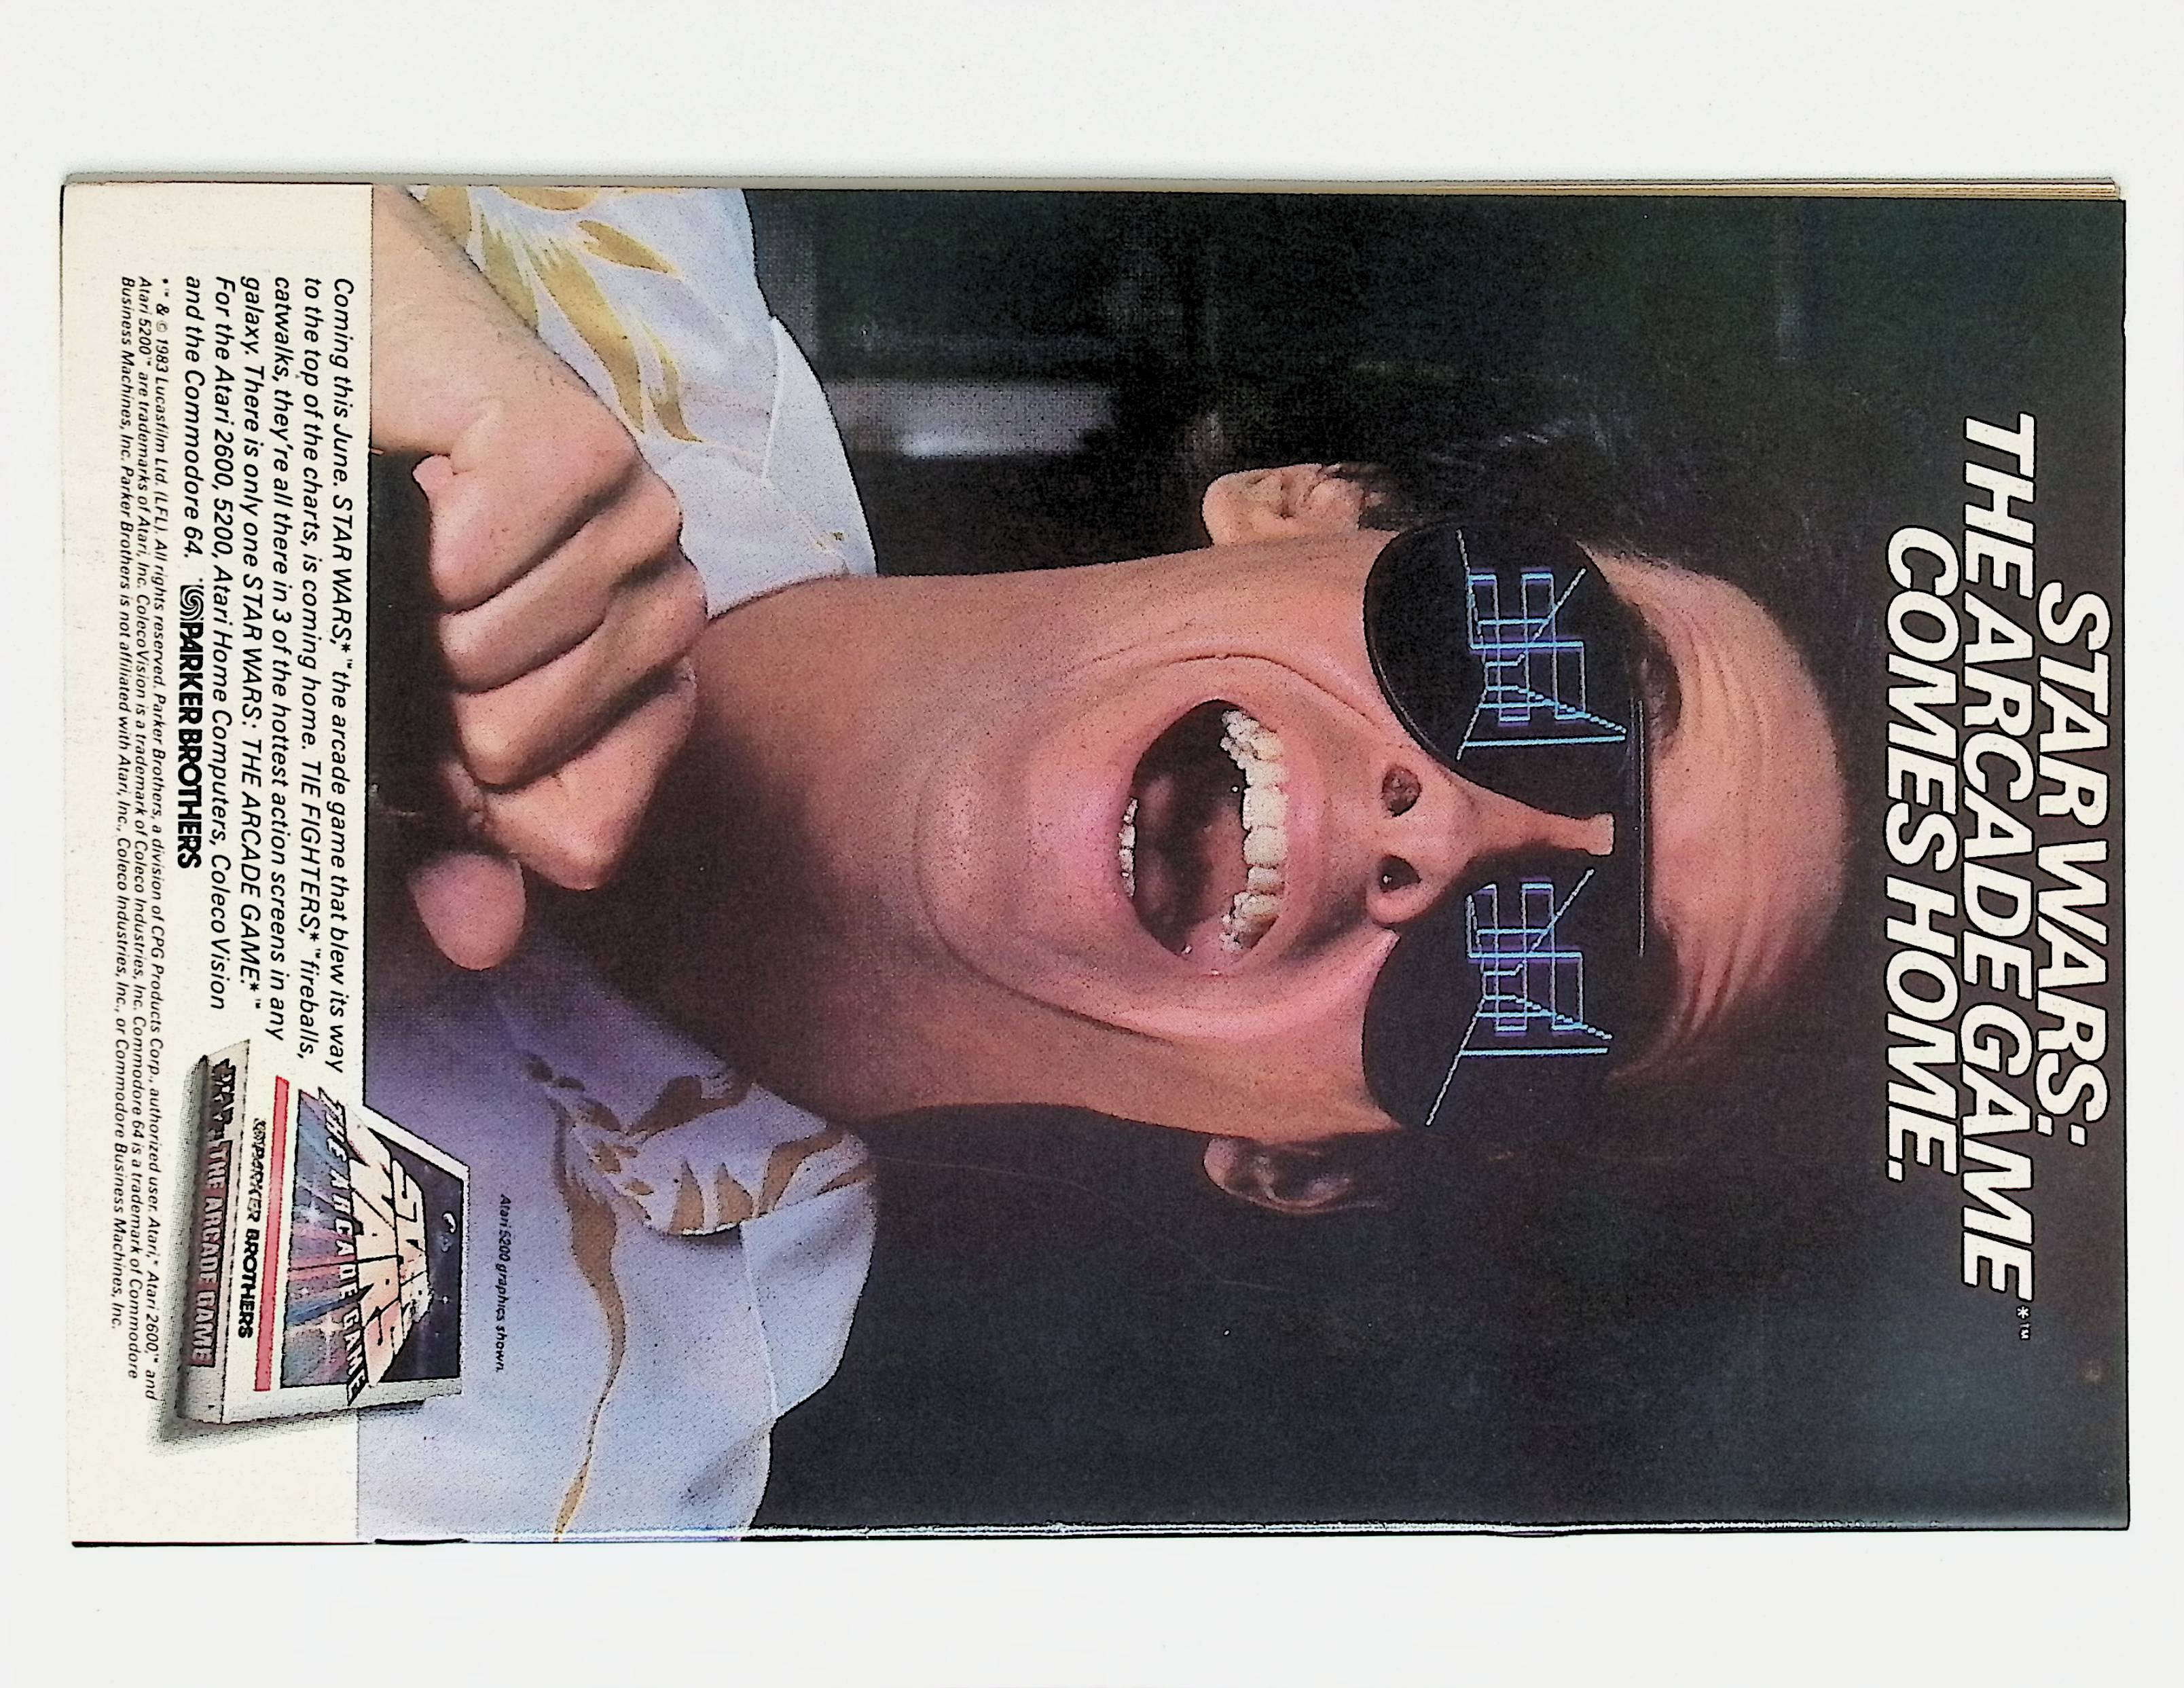 STAR WARS:
THE ARCADE GAME*™
COMES HOME.
Atari 5200 graphics shown.
Coming this June. STAR WARS,*™ the arcade game that blew its way
to the top of the charts, is coming home. TIE FIGHTERS,*™ fireballs,
catwalks, they're all there in 3 of the hottest action screens in any
galaxy. There is only one STAR WARS: THE ARCADE GAME.*™
For the Atari 2600, 5200, Atari Home Computers, ColecoVision
and the Commodore 64. PARKER BROTHERS
STAR WARS
THE ARCADE GAME
PARKER BROTHERS
STAR WARS THE ARCADE GAME
*™ & © 1983 Lucasfilm Ltd. (LFL). All rights reserved. Parker Brothers, a division of CPG Products Corp., authorized user. Atari,* Atari 2600,™ and
Atari 5200™ are trademarks of Atari, Inc. ColecoVision is a trademark of Coleco Industries, Inc. Commodore 64 is a trademark of Commodore
Business Machines, Inc. Parker Brothers is not affiliated with Atari, Inc., Coleco Industries, Inc., or Commodore Business Machines, Inc.